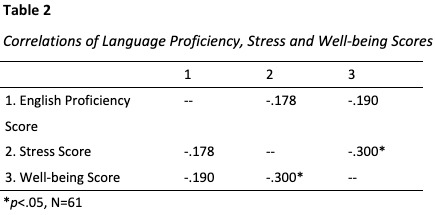 Table 2
Correlations of Language Proficiency, Stress and Well-being Scores
1 2 3
1. English Proficiency -- -.178 -.190
Score
2. Stress Score -.178 -- -.300*
3. Well-being Score -.190 -.300* --
*p<.05, N=61